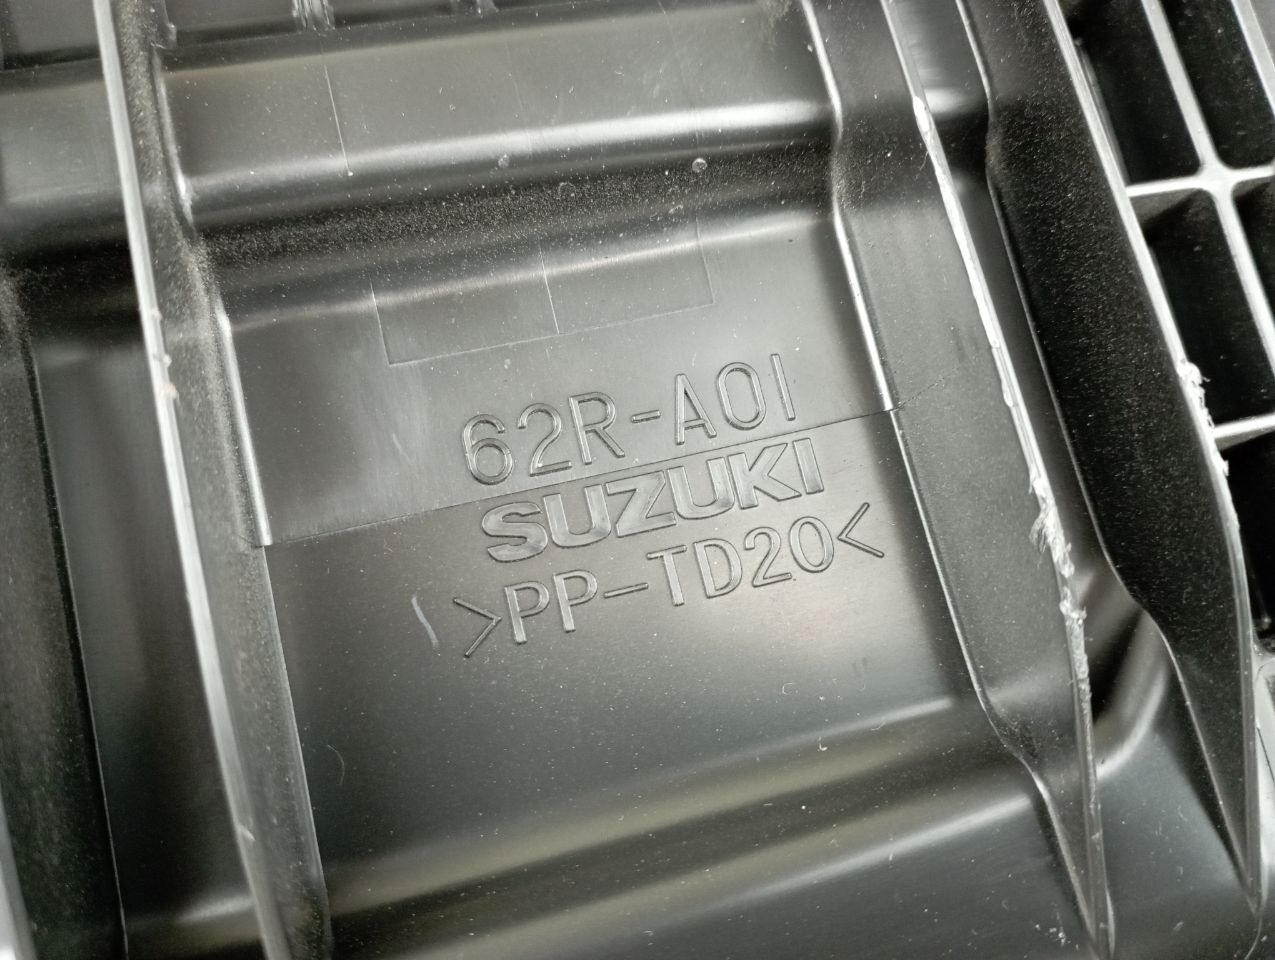 62R-A01
SUZUKI
>PP-TD20<